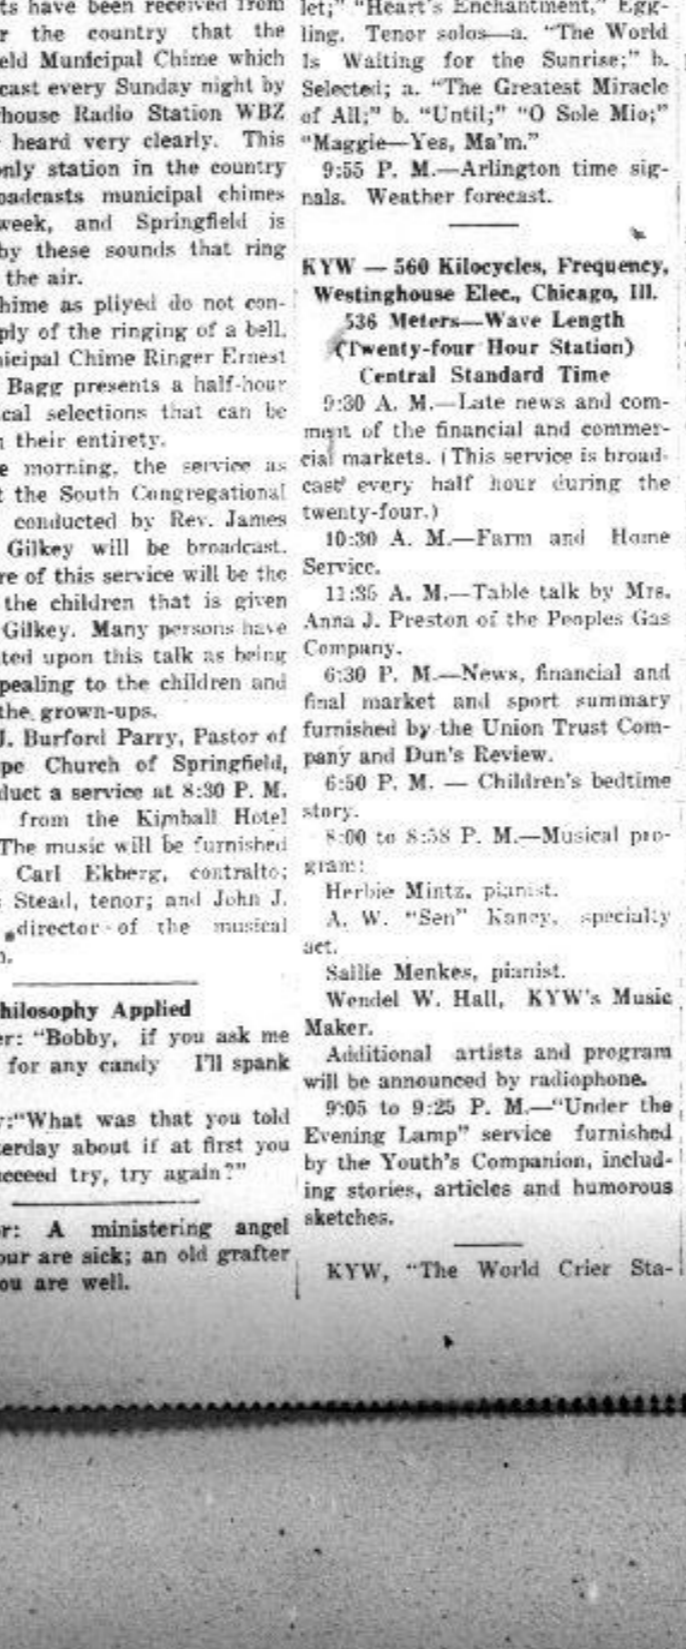 ts have been received from
r the country that the
eld Municipal Chime which
cast every Sunday night by
house Radio Station WBZ
heard very clearly. This
only station in the country
oadcasts municipal chimes
week, and Springfield is
by these sounds that ring
the air.
hime as pliyed do not con-
ply of the ringing of a bell.
nicipal Chime Ringer Ernest
Bagg presents a half-hour
cal selections that can be
n their entirety.
e morning, the service as
t the South Congregational
conducted by Rev. James
Gilkey will be broadcast.
re of this service will be the
the children that is given
Gilkey. Many persons have
ted upon this talk as being
pealing to the children and
the grown-ups.
J. Burford Parry, Pastor of
pe Church of Springfield,
duct a service at 8:30 P. M.
from the Kimball Hotel
The music will be furnished
Carl Ekberg, contralto;
s Stead, tenor; and John J.
director of the musical
n.
hilosophy Applied
er: "Bobby, if you ask me
for any candy I'll spank
r:"What was that you told
terday about if at first you
ucceed try, try again?"
or: A ministering angel
our are sick; an old grafter
ou are well.
let;" "Heart's Enchantment," Egg-
ling. Tenor solos—a. "The World
Is Waiting for the Sunrise;" b.
Selected; a. "The Greatest Miracle
of All;" b. "Until;" "O Sole Mio;"
"Maggie—Yes, Ma'm."
9:55 P. M.—Arlington time sig-
nals. Weather forecast.
KYW — 560 Kilocycles, Frequency,
Westinghouse Elec., Chicago, Ill.
536 Meters—Wave Length
(Twenty-four Hour Station)
Central Standard Time
9:30 A. M.—Late news and com-
ment of the financial and commer-
cial markets. (This service is broad-
cast every half hour during the
twenty-four.)
10:30 A. M.—Farm and Home
Service.
11:35 A. M.—Table talk by Mrs.
Anna J. Preston of the Peoples Gas
Company.
6:30 P. M.—News, financial and
final market and sport summary
furnished by the Union Trust Com-
pany and Dun's Review.
6:50 P. M. — Children's bedtime
story.
8:00 to 8:58 P. M.—Musical pro-
gram:
Herbie Mintz, pianist.
A. W. "Sen" Kaney, specialty
act.
Sallie Menkes, pianist.
Wendel W. Hall, KYW's Music
Maker.
Additional artists and program
will be announced by radiophone.
9:05 to 9:25 P. M.—"Under the
Evening Lamp" service furnished
by the Youth's Companion, includ-
ing stories, articles and humorous
sketches.
KYW, "The World Crier Sta-